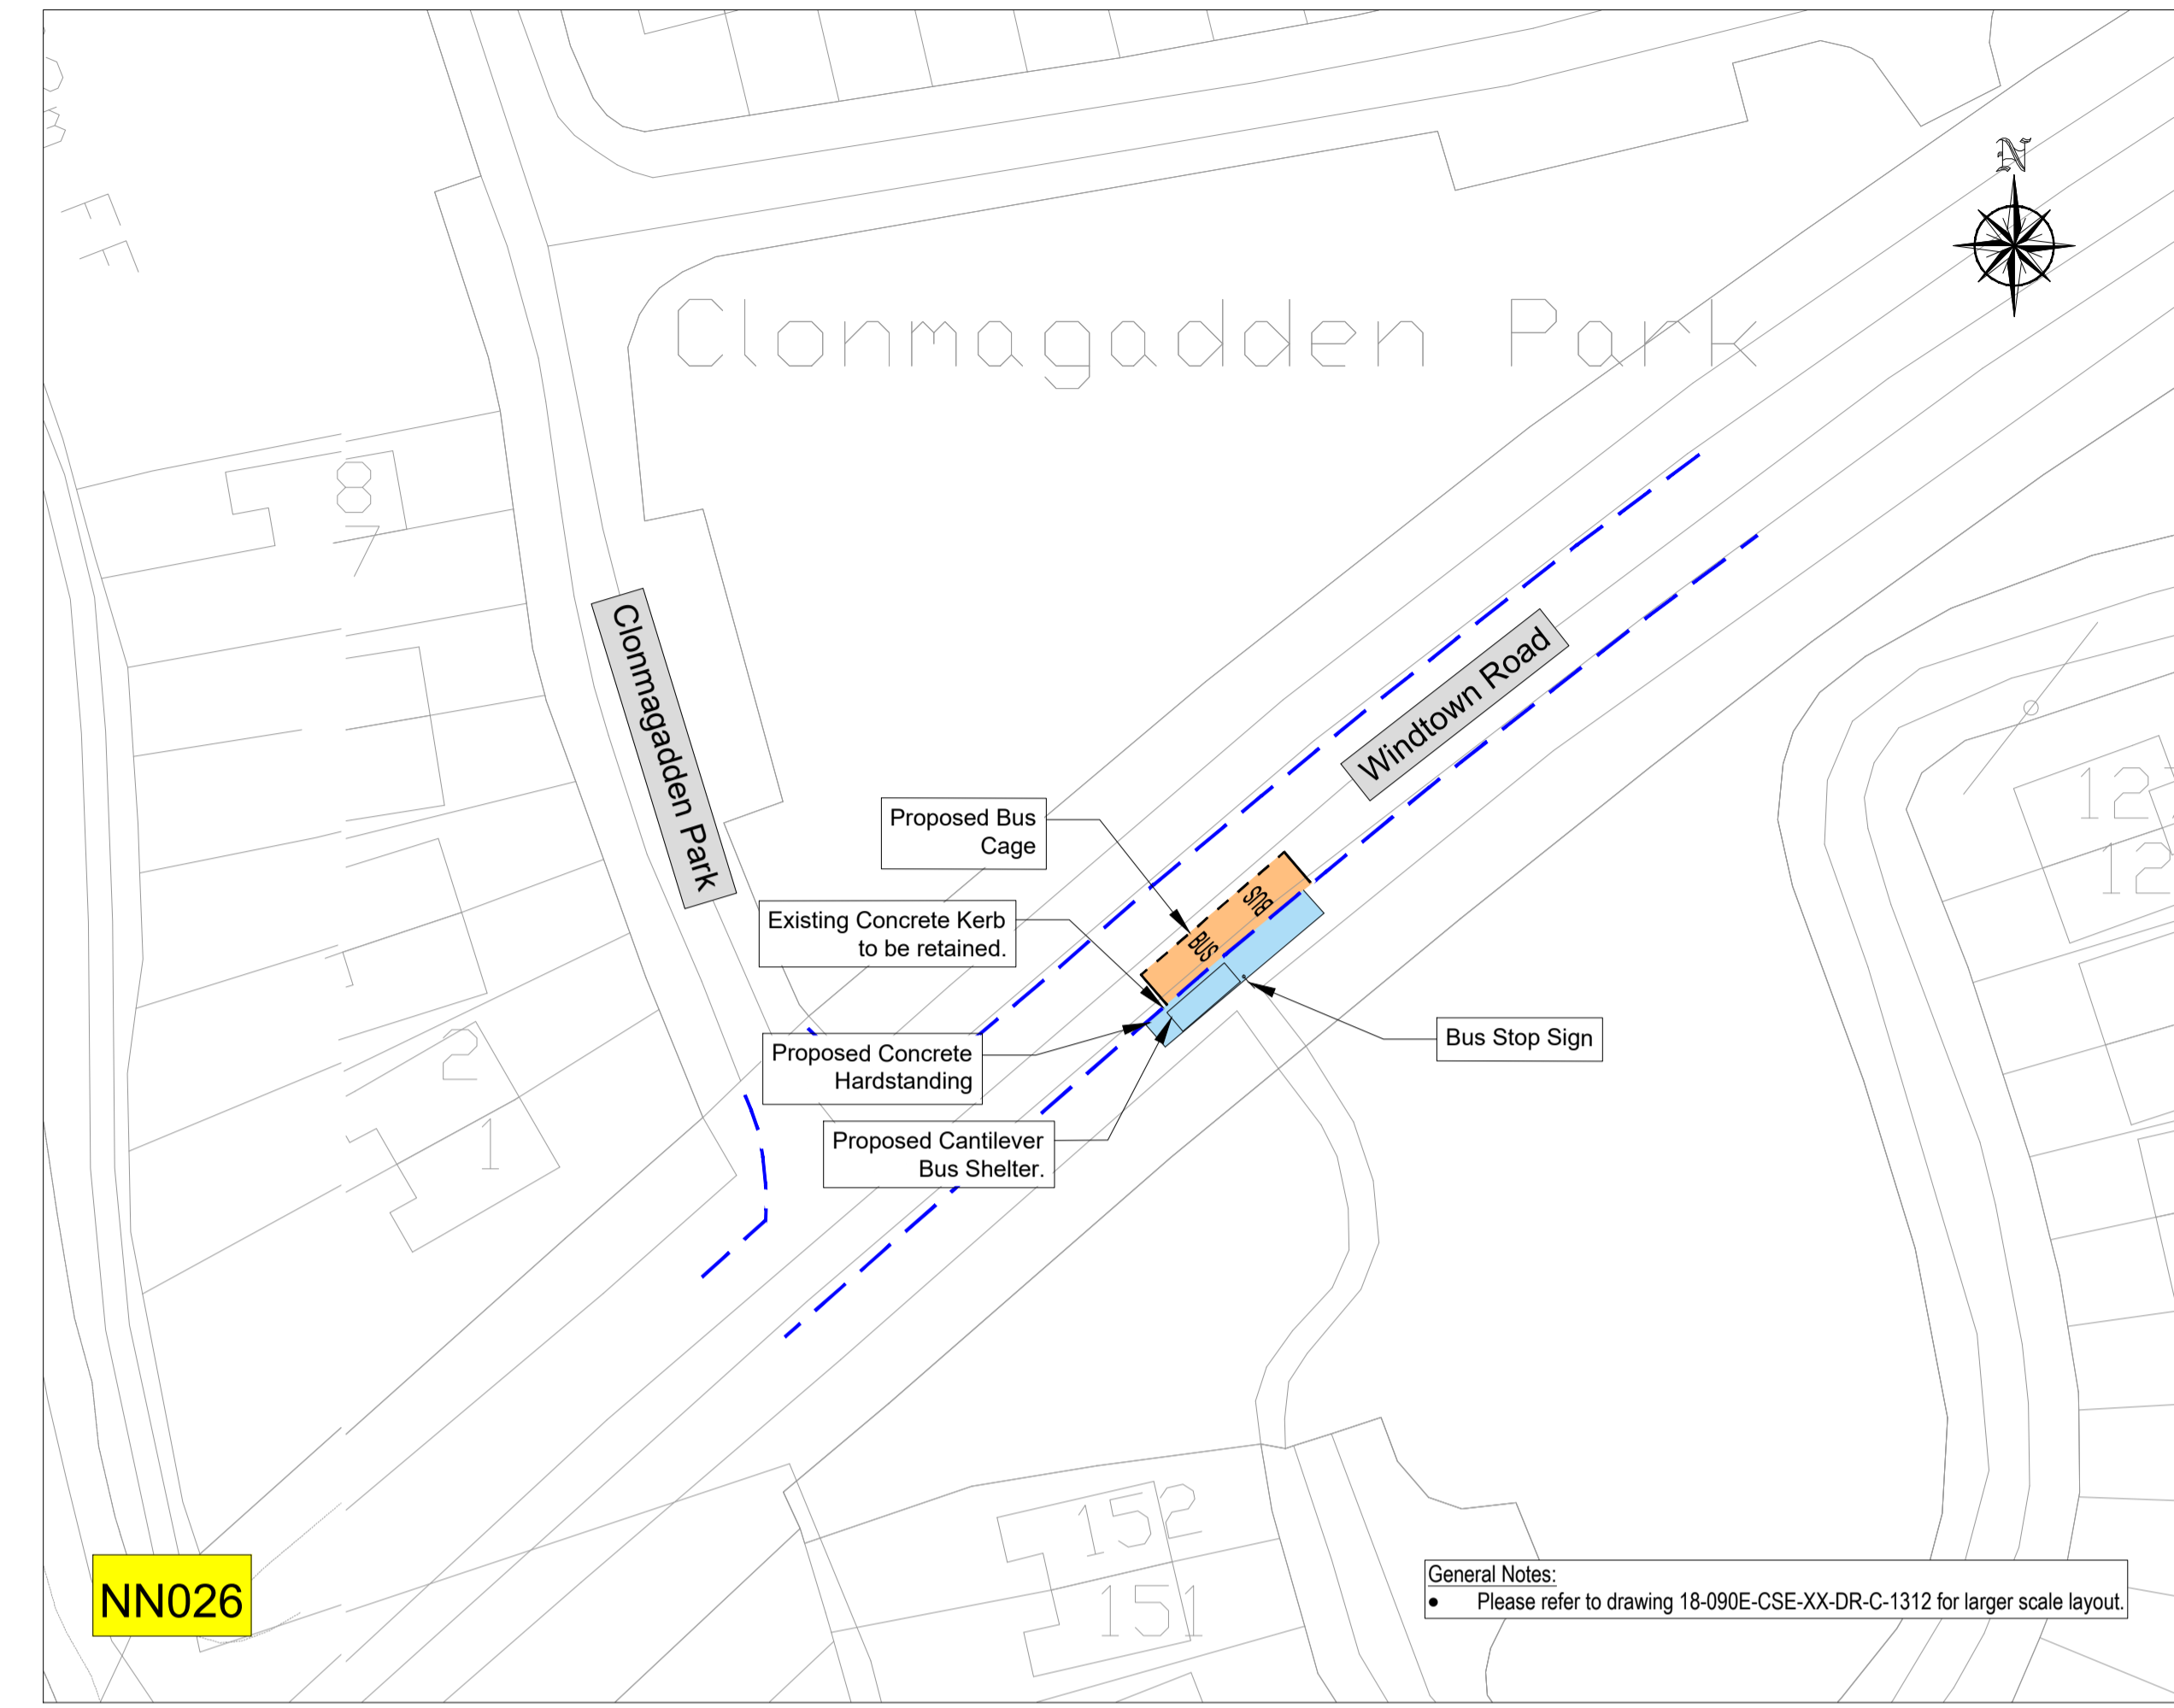 N
Clonmagadden Park
8
7
Clonmagadden Park
Windtown Road
Proposed Bus
Cage
BUS
BUS
Existing Concrete Kerb
to be retained.
Proposed Concrete
Hardstanding
Bus Stop Sign
Proposed Cantilever
Bus Shelter.
2
1
152
151
NN026
General Notes:
● Please refer to drawing 18-090E-CSE-XX-DR-C-1312 for larger scale layout.